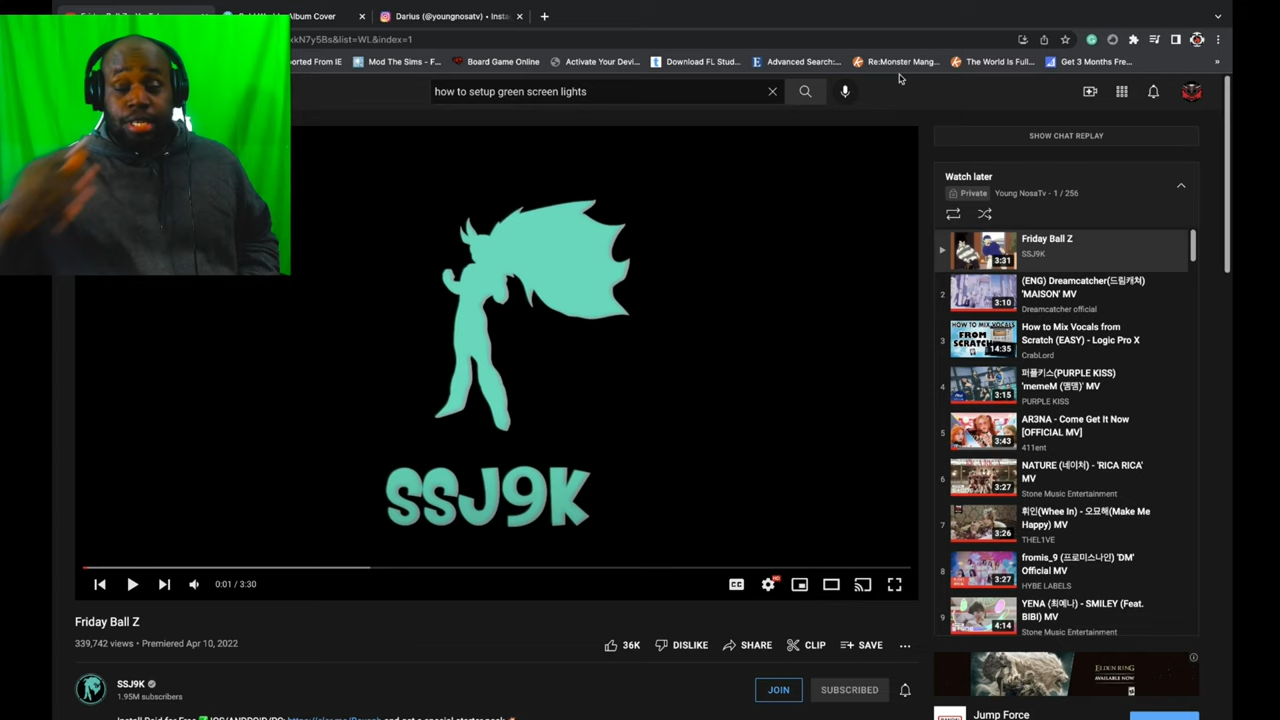 Album Cover
Darius (@youngnosatv) • Insta
xkN7y5Bs&list=WL&index=1
ported From IE
Mod The Sims - F...
Board Game Online
Activate Your Devi...
Download FL Stud...
Advanced Search:...
Re:Monster Mang...
The World Is Full...
Get 3 Months Fre...
»
how to setup green screen lights
SHOW CHAT REPLAY
Watch later
Private
Young NosaTv - 1 / 256
Friday Ball Z
SSJ9K
3:31
2
(ENG) Dreamcatcher(드림캐쳐)
'MAISON' MV
Dreamcatcher official
3:10
3
HOW TO MIX VOCALS
FROM
SCRATCH
14:35
How to Mix Vocals from
Scratch (EASY) - Logic Pro X
CrabLord
4
퍼플키스(PURPLE KISS)
'memeM (맴맴)' MV
PURPLE KISS
3:15
5
AR3NA - Come Get It Now
[OFFICIAL MV]
411ent
3:43
6
NATURE (네이처) - 'RICA RICA'
MV
Stone Music Entertainment
3:27
7
휘인(Whee In) - 오묘해(Make Me
Happy) MV
THEL1VE
3:26
8
fromis_9 (프로미스나인) 'DM'
Official MV
HYBE LABELS
3:27
9
YENA (최예나) - SMILEY (Feat.
BIBI) MV
Stone Music Entertainment
4:14
SSJ9K
0:01 / 3:30
CC
HD
Friday Ball Z
339,742 views • Premiered Apr 10, 2022
36K
DISLIKE
SHARE
CLIP
SAVE
SSJ9K
1.95M subscribers
JOIN
SUBSCRIBED
ELDEN RING
AVAILABLE NOW
Jump Force